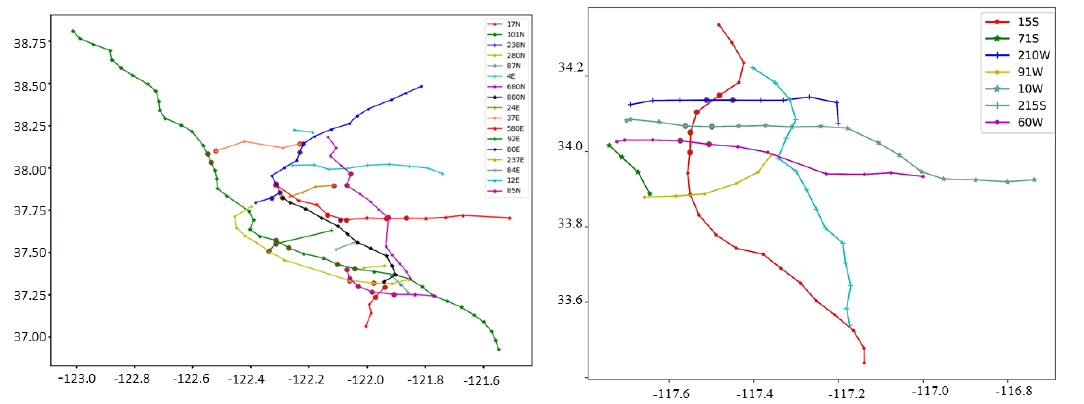 38.75
38.50
38.25
38.00
37.75
37.50
37.25
37.00
-123.0 -122.8 -122.6 -122.4 -122.2 -122.0 -121.8 -121.6
17N
101N
238N
280N
87N
4E
680N
880N
24E
37E
580E
92E
80E
237E
84E
12E
85N
34.2
34.0
33.8
33.6
-117.6 -117.4 -117.2 -117.0 -116.8
15S
71S
210W
91W
10W
215S
60W